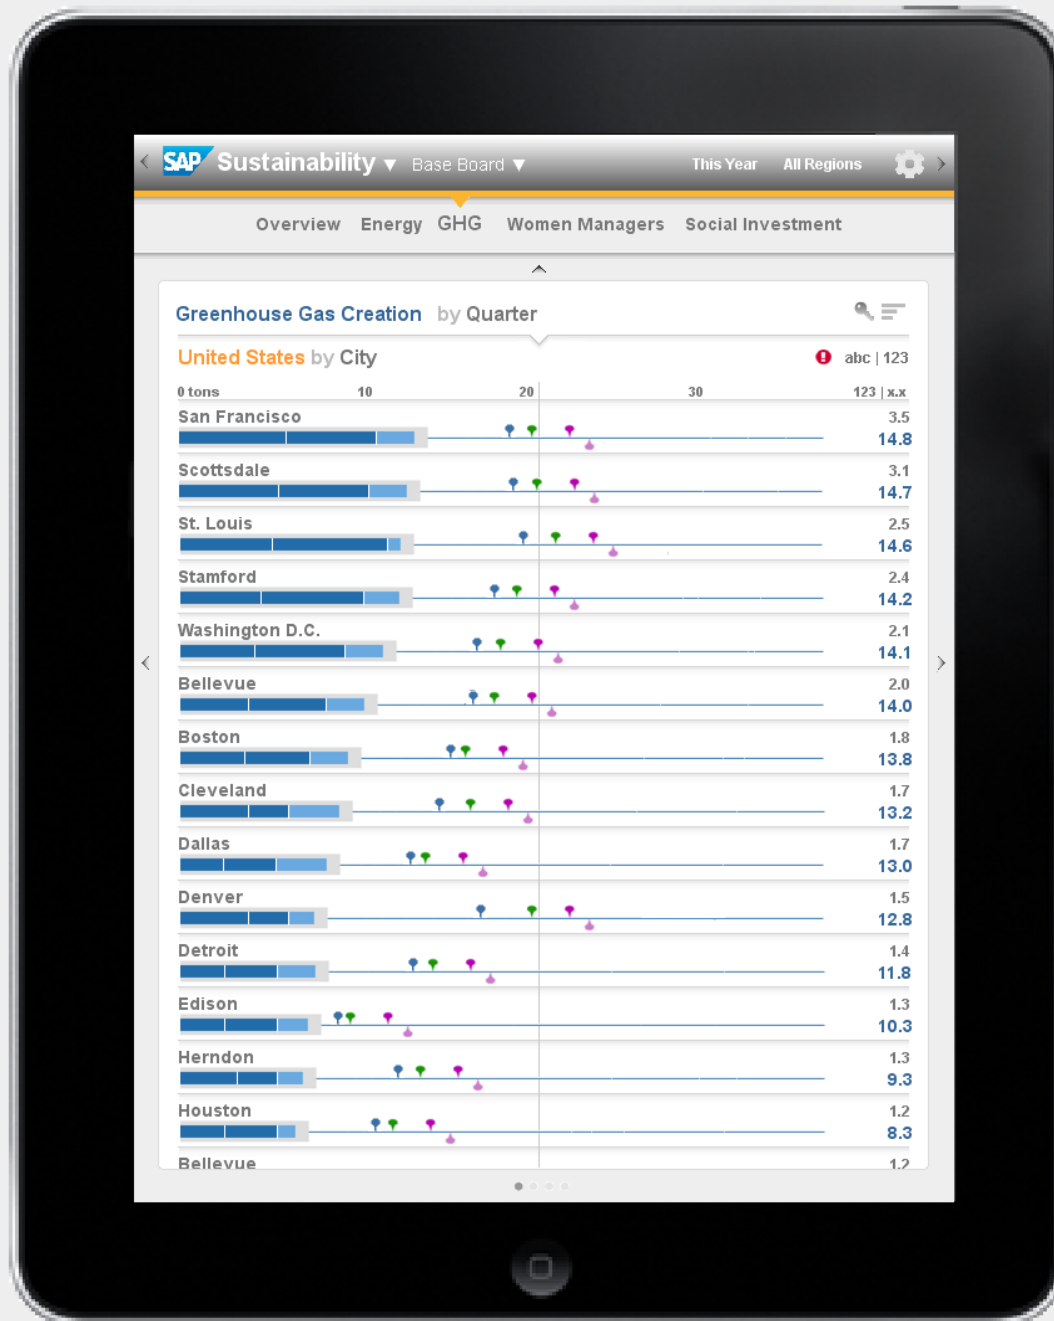 SAP Sustainability Base Board This Year All Regions
Overview Energy GHG Women Managers Social Investment
Greenhouse Gas Creation by Quarter
United States by City abc | 123
0 tons 10 20 30 123 | x.x
San Francisco 3.5
14.8
Scottsdale 3.1
14.7
St. Louis 2.5
14.6
Stamford 2.4
14.2
Washington D.C. 2.1
14.1
Bellevue 2.0
14.0
Boston 1.8
13.8
Cleveland 1.7
13.2
Dallas 1.7
13.0
Denver 1.5
12.8
Detroit 1.4
11.8
Edison 1.3
10.3
Herndon 1.3
9.3
Houston 1.2
8.3
Bellevue 1.2